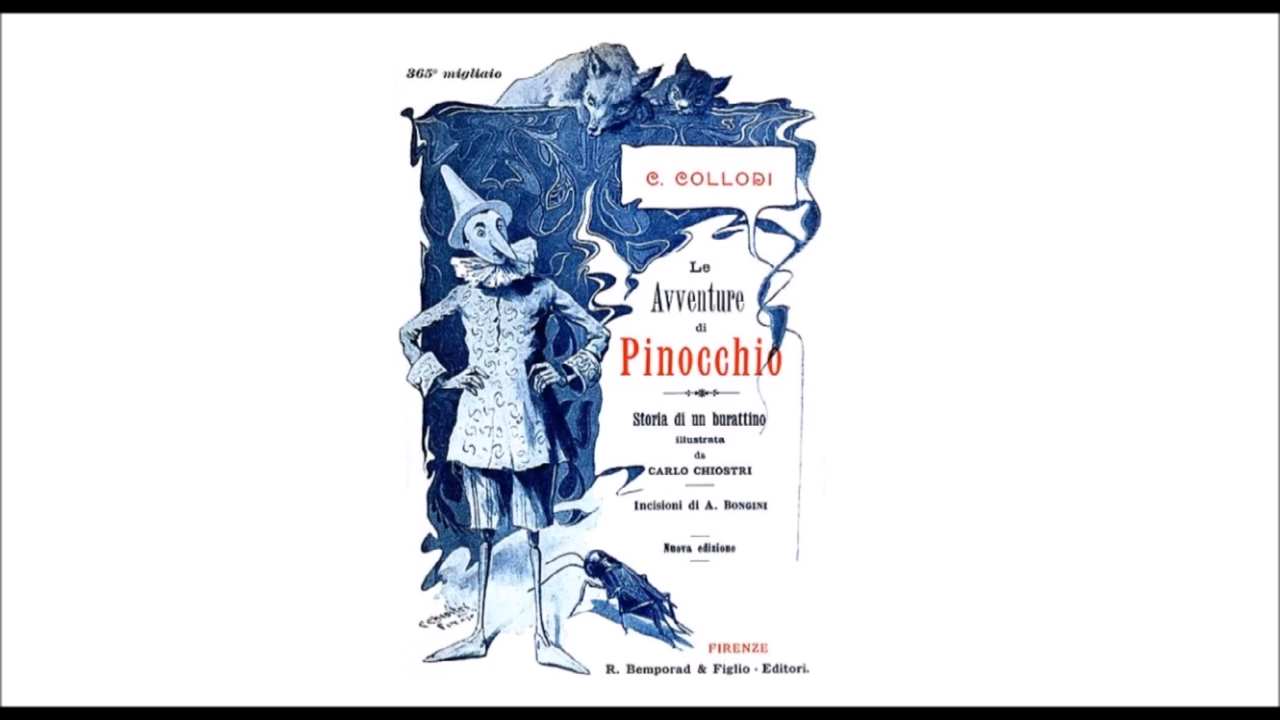 365º migliaio
C. COLLODI
Le
Avventure
di
Pinocchio
Storia di un burattino
illustrata
da
CARLO CHIOSTRI
Incisioni di A. BONGINI
Nuova edizione
FIRENZE
R. Bemporad & Figlio - Editori.